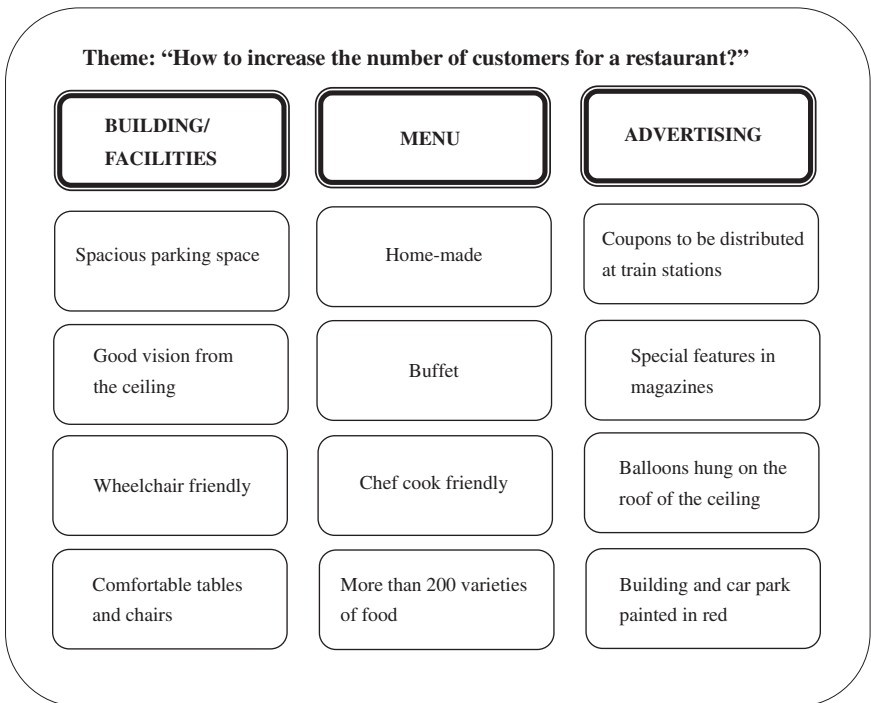 Theme: “How to increase the number of customers for a restaurant?”
BUILDING/
FACILITIES
MENU
ADVERTISING
Spacious parking space
Home-made
Coupons to be distributed
at train stations
Good vision from
the ceiling
Buffet
Special features in
magazines
Wheelchair friendly
Chef cook friendly
Balloons hung on the
roof of the ceiling
Comfortable tables
and chairs
More than 200 varieties
of food
Building and car park
painted in red